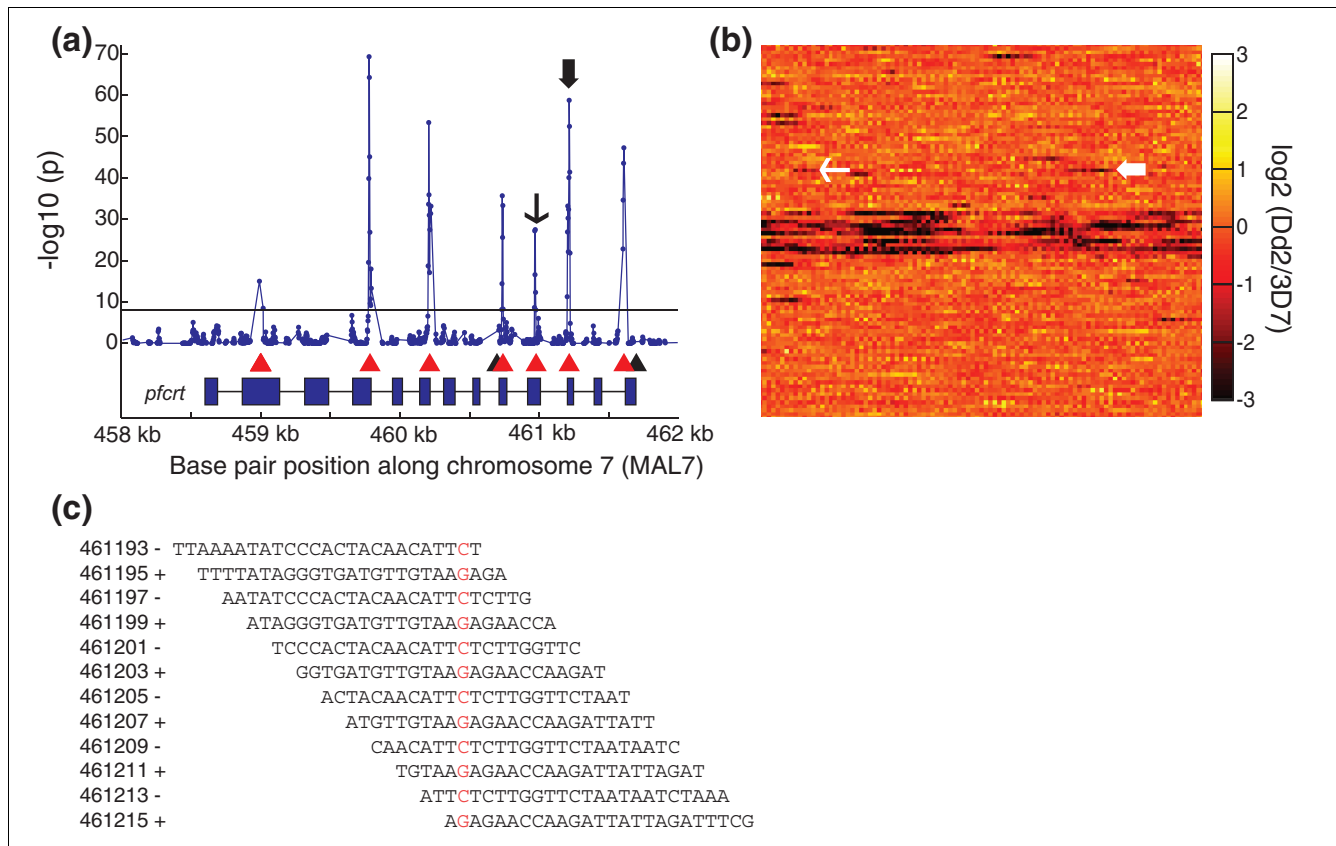 (a)
70
60
50
40
30
20
10
0
-log10 (p)
pfcrt
458 kb 459 kb 460 kb 461 kb 462 kb
Base pair position along chromosome 7 (MAL7)
(b)
3
2
1
0
-1
-2
-3
log2 (Dd2/3D7)
(c)
461193 - TTAAAATATCCCACTACAACATTCT
461195 + TTTTATAGGGTGATGTTGTAAGAGA
461197 - AATATCCCACTACAACATTCTCTTG
461199 + ATAGGGTGATGTTGTAAGAGAACCA
461201 - TCCCACTACAACATTCTCTTGGTTC
461203 + GGTGATGTTGTAAGAGAACCAAGAT
461205 - ACTACAACATTCTCTTGGTTCTAAT
461207 + ATGTTGTAAGAGAACCAAGATTATT
461209 - CAACATTCTCTTGGTTCTAATAATC
461211 + TGTAAGAGAACCAAGATTATTAGAT
461213 - ATTCTCTTGGTTCTAATAATCTAAA
461215 + AGAGAACCAAGATTATTAGATTTCG